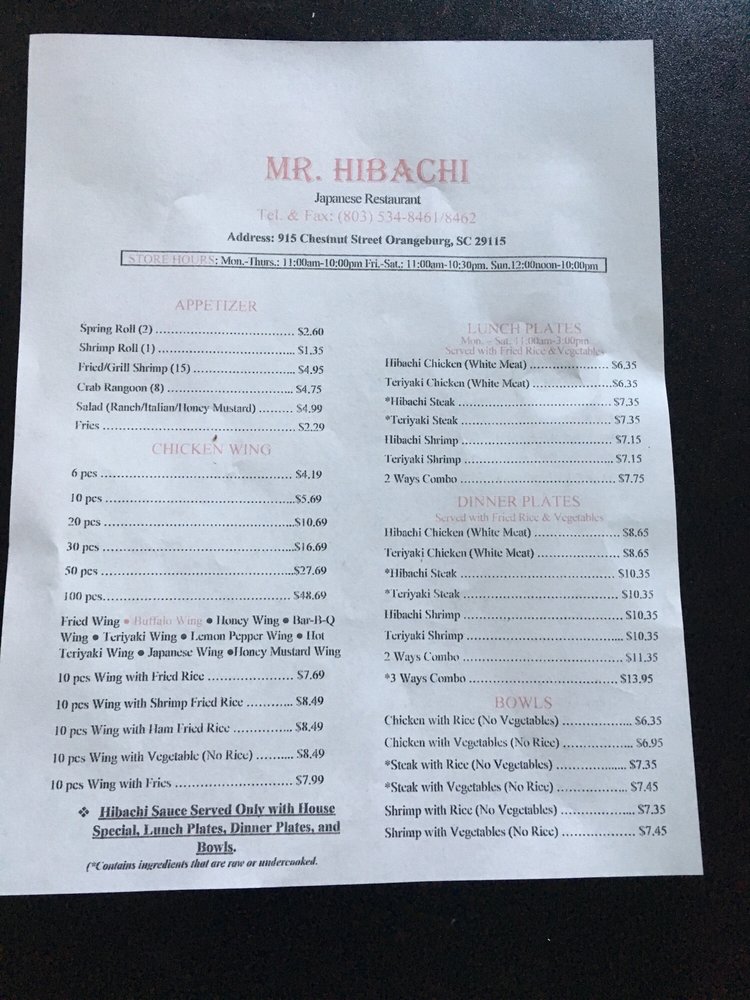 MR. HIBACHI
Japanese Restaurant
Tel. & Fax: (803) 534-8461/8462
Address: 915 Chestnut Street Orangeburg, SC 29115
STORE HOURS: Mon.-Thurs.: 11:00am-10:00pm Fri.-Sat.: 11:00am-10:30pm. Sun.12:00noon-10:00pm
APPETIZER
Spring Roll (2) ........................ $2.60
Shrimp Roll (1) ........................ $1.35
Fried/Grill Shrimp (15) ........................ $4.95
Crab Rangoon (8) ........................ $4.75
Salad (Ranch/Italian/Honey Mustard) ......... $4.99
Fries ........................ $2.29
CHICKEN WING
6 pcs ........................ $4.19
10 pcs ........................ $5.69
20 pcs ........................ $10.69
30 pcs ........................ $16.69
50 pcs ........................ $27.69
100 pcs ........................ $48.69
Fried Wing ● Buffalo Wing ● Honey Wing ● Bar-B-Q
Wing ● Teriyaki Wing ● Lemon Pepper Wing ● Hot
Teriyaki Wing ● Japanese Wing ●Honey Mustard Wing
10 pcs Wing with Fried Rice ........................ $7.69
10 pcs Wing with Shrimp Fried Rice ............ $8.49
10 pcs Wing with Ham Fried Rice ............... $8.49
10 pcs Wing with Vegetable (No Rice) .......... $8.49
10 pcs Wing with Fries ........................ $7.99
❖ Hibachi Sauce Served Only with House
Special, Lunch Plates, Dinner Plates, and
Bowls.
(*Contains ingredients that are raw or undercooked.
LUNCH PLATES
Mon. – Sat. 11:00am-3:00pm
Served with Fried Rice & Vegetables
Hibachi Chicken (White Meat) ........................ $6.35
Teriyaki Chicken (White Meat) ........................ $6.35
*Hibachi Steak ........................ $7.35
*Teriyaki Steak ........................ $7.35
Hibachi Shrimp ........................ $7.15
Teriyaki Shrimp ........................ $7.15
2 Ways Combo ........................ $7.75
DINNER PLATES
Served with Fried Rice & Vegetables
Hibachi Chicken (White Meat) ........................ $8.65
Teriyaki Chicken (White Meat) ........................ $8.65
*Hibachi Steak ........................ $10.35
*Teriyaki Steak ........................ $10.35
Hibachi Shrimp ........................ $10.35
Teriyaki Shrimp ........................ $10.35
2 Ways Combo ........................ $11.35
*3 Ways Combo ........................ $13.95
BOWLS
Chicken with Rice (No Vegetables) .................. $6.35
Chicken with Vegetables (No Rice) .................. $6.95
*Steak with Rice (No Vegetables) .................. $7.35
*Steak with Vegetables (No Rice) .................. $7.45
Shrimp with Rice (No Vegetables) .................. $7.35
Shrimp with Vegetables (No Rice) .................. $7.45